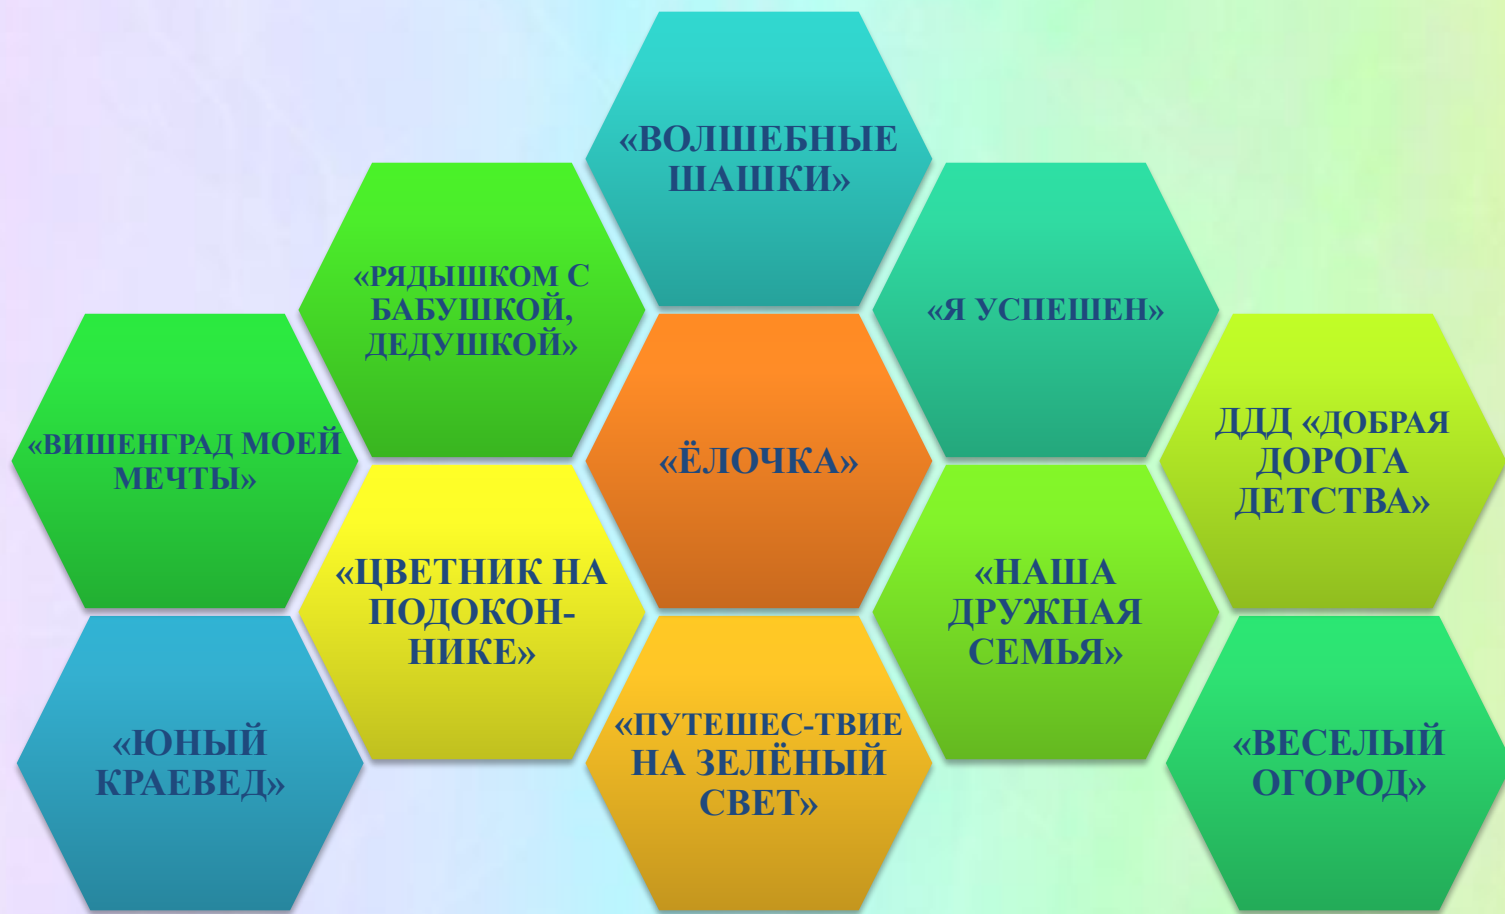 «ВОЛШЕБНЫЕ
ШАШКИ»
«РЯДЫШКОМ С
БАБУШКОЙ,
ДЕДУШКОЙ»
«Я УСПЕШЕН»
«ВИШЕНГРАД МОЕЙ
МЕЧТЫ»
«ЁЛОЧКА»
ДДД «ДОБРАЯ
ДОРОГА
ДЕТСТВА»
«ЦВЕТНИК НА
ПОДОКОН-
НИКЕ»
«НАША
ДРУЖНАЯ
СЕМЬЯ»
«ЮНЫЙ
КРАЕВЕД»
«ПУТЕШЕС-ТВИЕ
НА ЗЕЛЁНЫЙ
СВЕТ»
«ВЕСЕЛЫЙ
ОГОРОД»